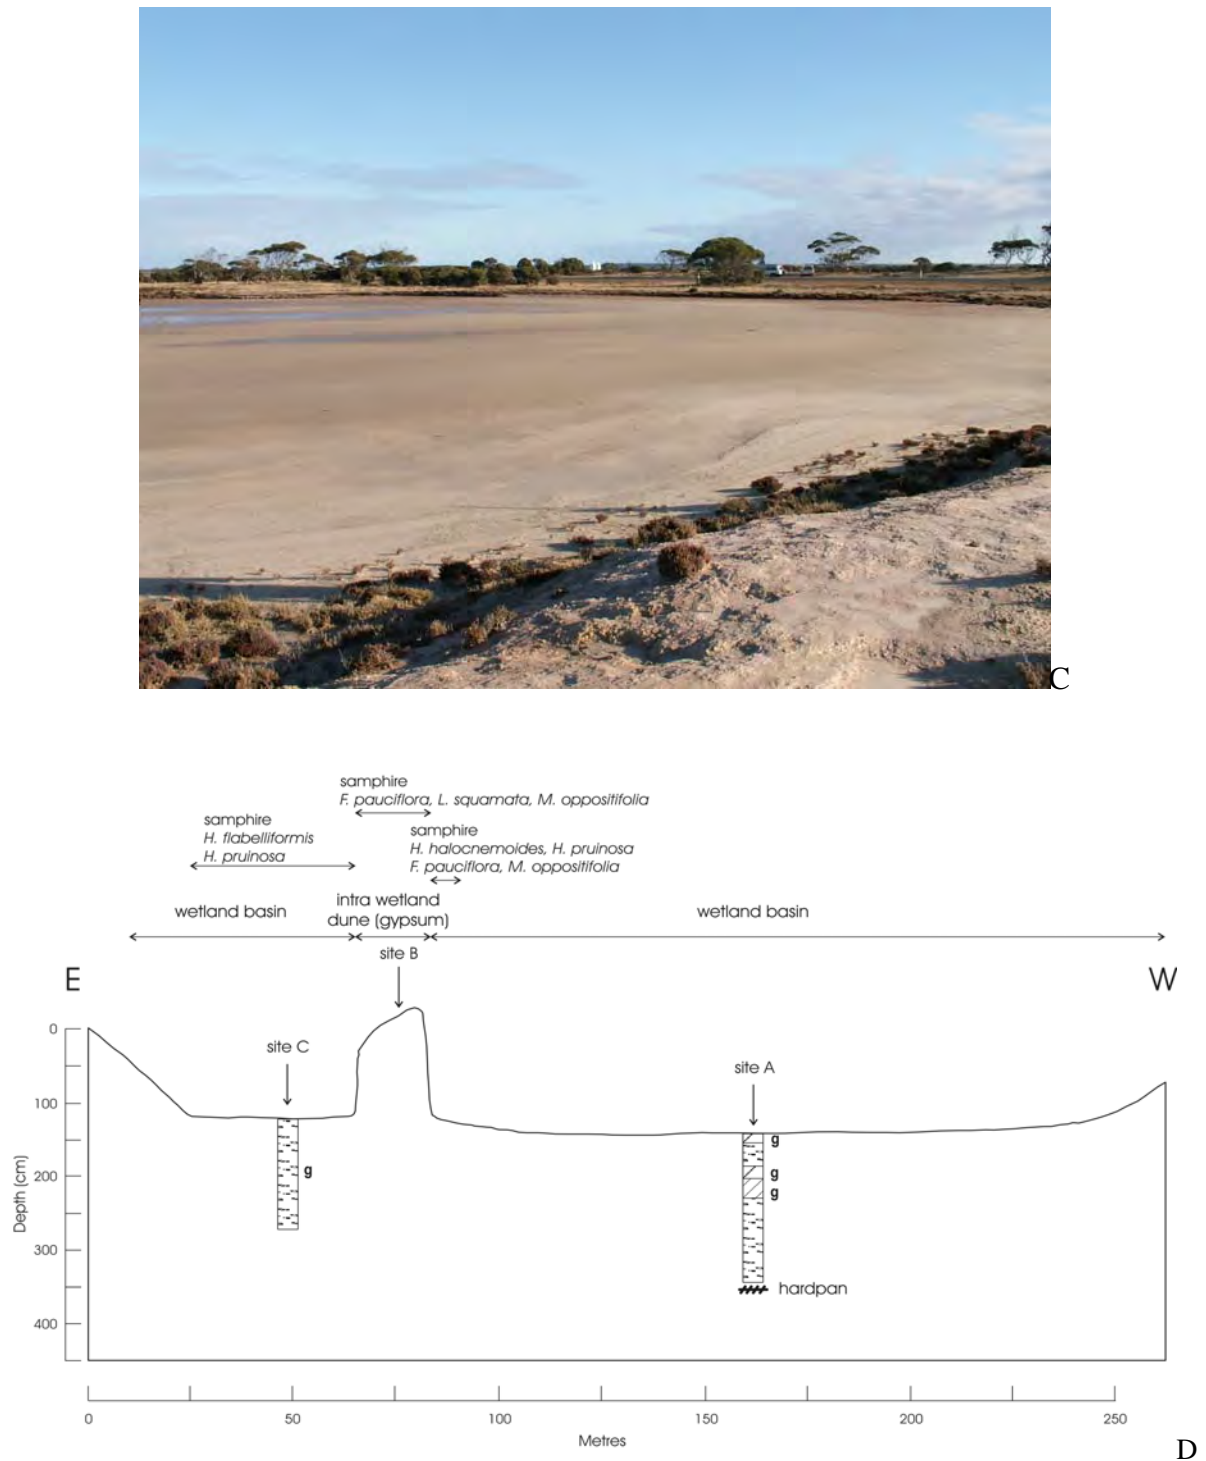 C
samphire
F. pauciflora, L. squamata, M. oppositifolia
samphire
H. flabelliformis
H. pruinosa
samphire
H. halocnemoides, H. pruinosa
F. pauciflora, M. oppositifolia
wetland basin
intra wetland
dune (gypsum)
wetland basin
site B
E
W
0
site C
site A
100
g
g
200
g
g
Depth (cm)
300
hardpan
400
0 50 100 150 200 250
Metres
D